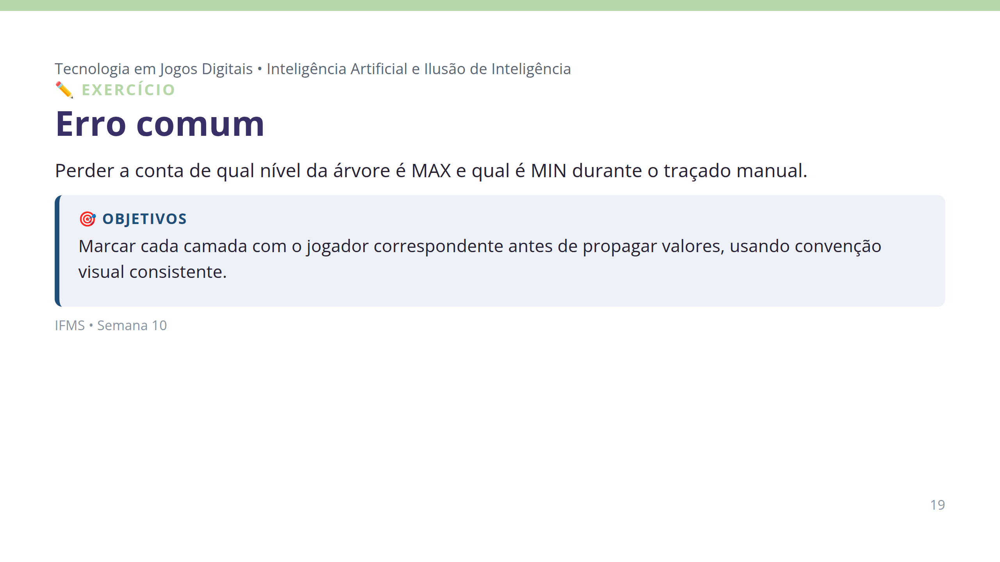 Tecnologia em Jogos Digitais • Inteligência Artificial e Ilusão de Inteligência
✏️ EXERCÍCIO
Erro comum
Perder a conta de qual nível da árvore é MAX e qual é MIN durante o traçado manual.
🎯 OBJETIVOS
Marcar cada camada com o jogador correspondente antes de propagar valores, usando convenção
visual consistente.
IFMS • Semana 10
19